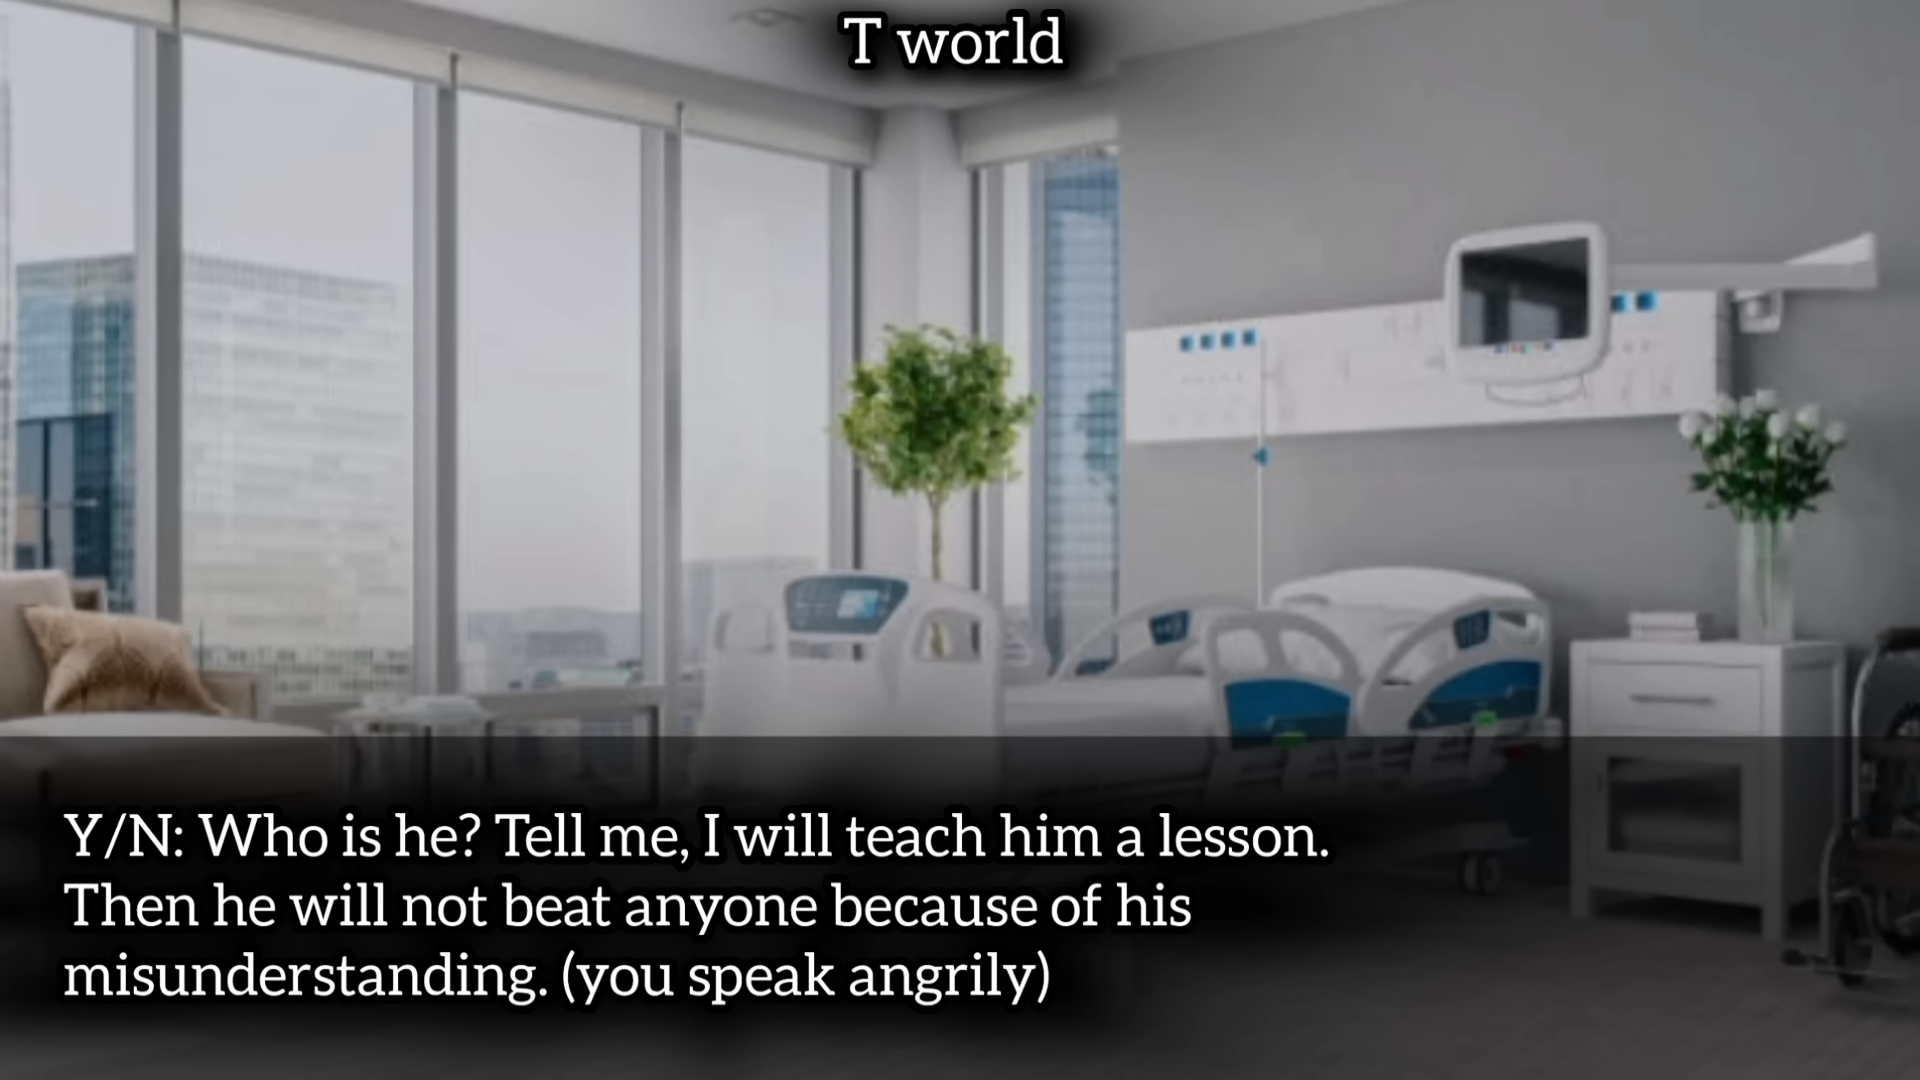 T world
Y/N: Who is he? Tell me, I will teach him a lesson.
Then he will not beat anyone because of his
misunderstanding. (you speak angrily)